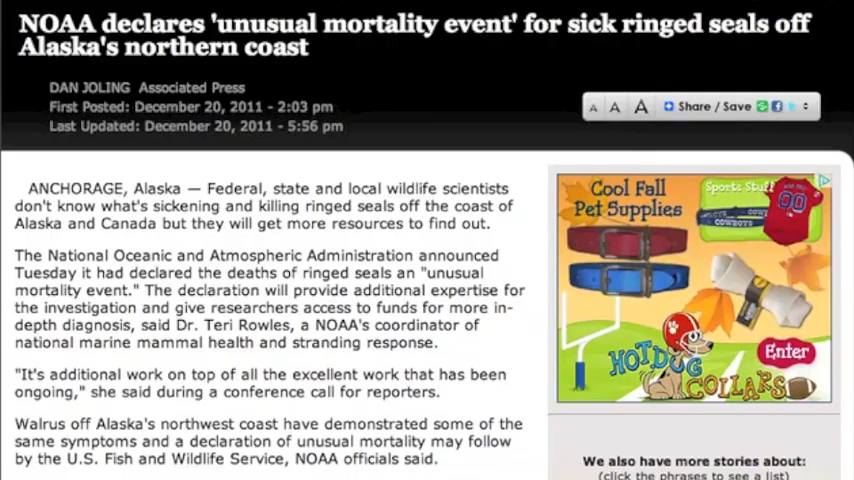 NOAA declares 'unusual mortality event' for sick ringed seals off
Alaska's northern coast
DAN JOLING Associated Press
First Posted: December 20, 2011 - 2:03 pm
Last Updated: December 20, 2011 - 5:56 pm
A A A Share / Save
ANCHORAGE, Alaska — Federal, state and local wildlife scientists
don't know what's sickening and killing ringed seals off the coast of
Alaska and Canada but they will get more resources to find out.
The National Oceanic and Atmospheric Administration announced
Tuesday it had declared the deaths of ringed seals an "unusual
mortality event." The declaration will provide additional expertise for
the investigation and give researchers access to funds for more in-
depth diagnosis, said Dr. Teri Rowles, a NOAA's coordinator of
national marine mammal health and stranding response.
"It's additional work on top of all the excellent work that has been
ongoing," she said during a conference call for reporters.
Walrus off Alaska's northwest coast have demonstrated some of the
same symptoms and a declaration of unusual mortality may follow
by the U.S. Fish and Wildlife Service, NOAA officials said.
Cool Fall
Pet Supplies
Sports Stuff
COWBOYS
00
Enter
HOTDOG
COLLARS
We also have more stories about:
(click the phrases to see a list)